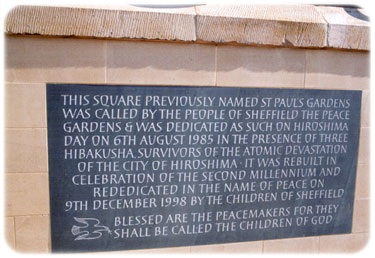 THIS SQUARE PREVIOUSLY NAMED ST PAUL'S GARDENS
WAS CALLED BY THE PEOPLE OF SHEFFIELD THE PEACE
GARDENS & WAS DEDICATED AS SUCH ON HIROSHIMA
DAY ON 6TH AUGUST 1985 IN THE PRESENCE OF THREE
HIBAKUSHA SURVIVORS OF THE ATOMIC DEVASTATION
OF THE CITY OF HIROSHIMA · IT WAS REBUILT IN
CELEBRATION OF THE SECOND MILLENNIUM AND
REDEDICATED IN THE NAME OF PEACE ON
9TH DECEMBER 1998 BY THE CHILDREN OF SHEFFIELD
BLESSED ARE THE PEACEMAKERS FOR THEY
SHALL BE CALLED THE CHILDREN OF GOD